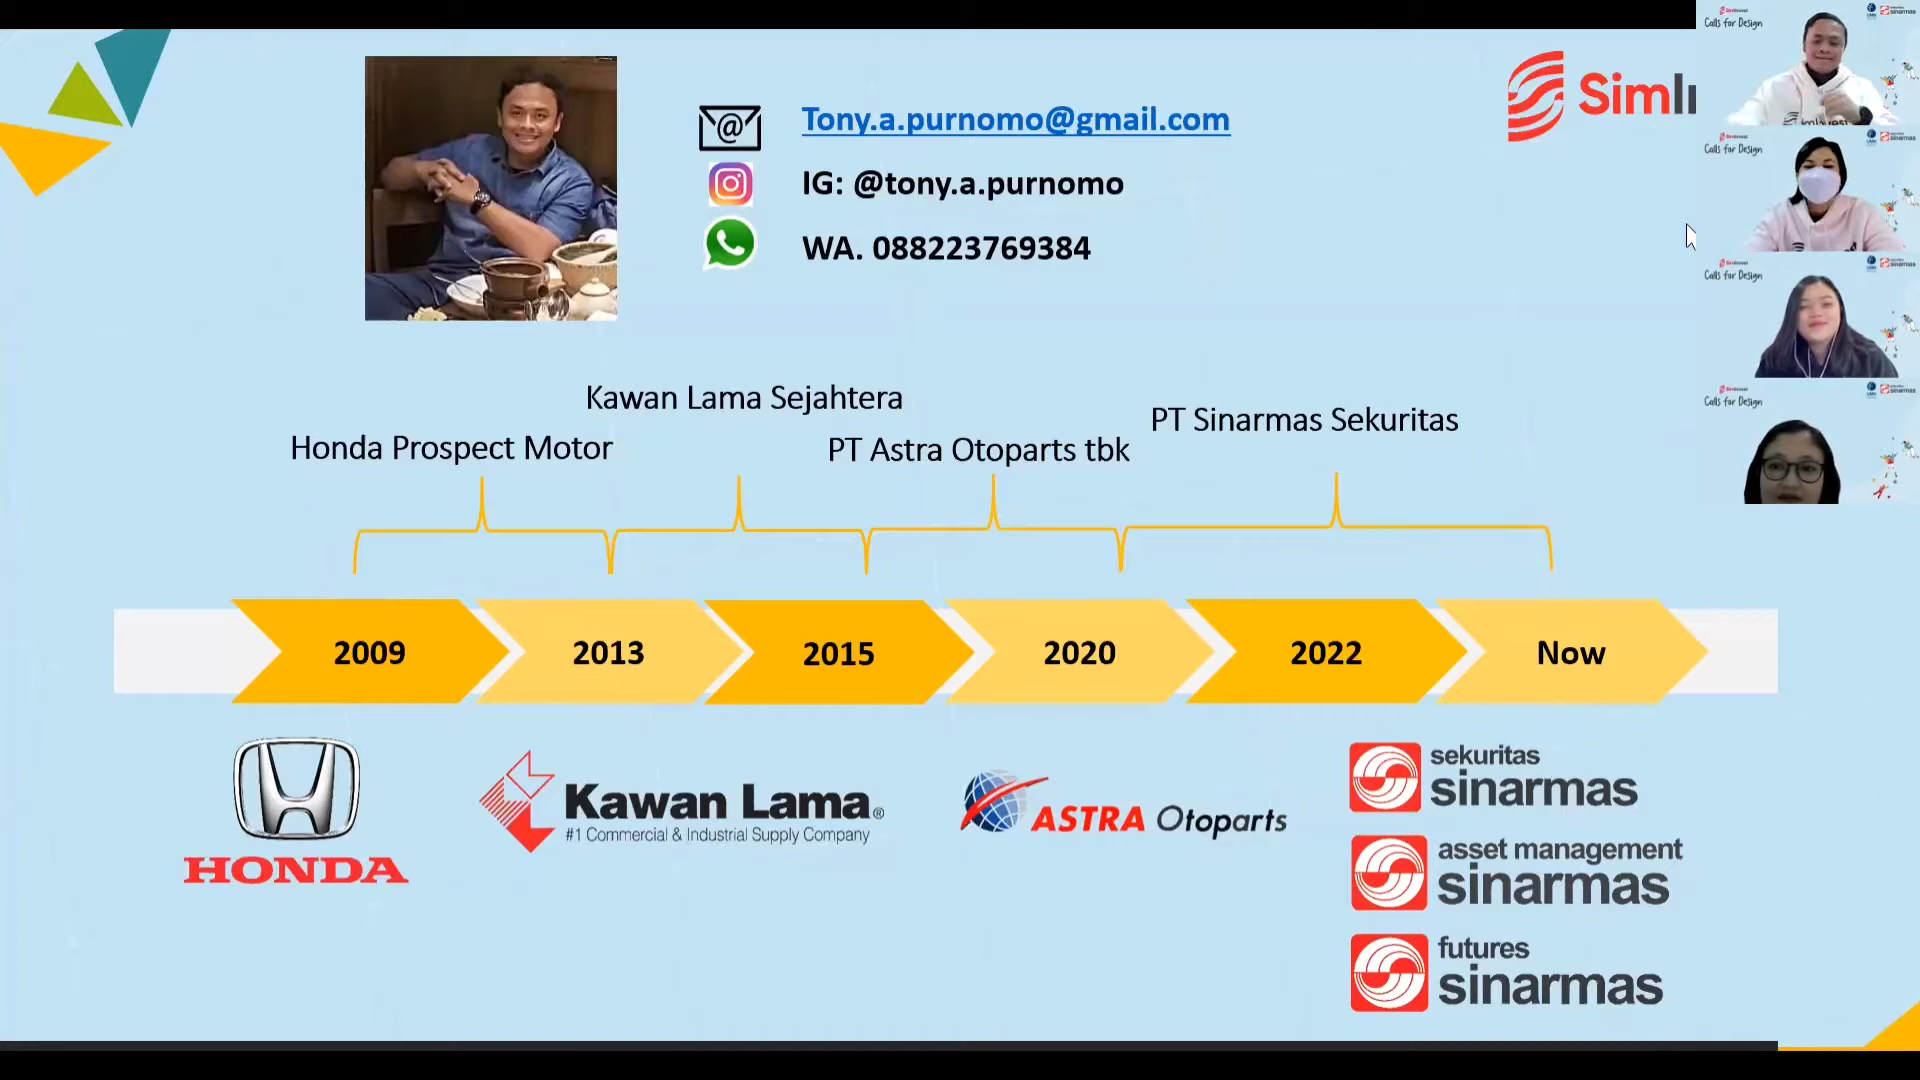 Tony.a.purnomo@gmail.com
IG: @tony.a.purnomo
WA. 088223769384
SimI
Calls for Design
Calls for Design
Calls for Design
Calls for Design
Kawan Lama Sejahtera
PT Sinarmas Sekuritas
Honda Prospect Motor
PT Astra Otoparts tbk
2009
2013
2015
2020
2022
Now
HONDA
Kawan Lama®
#1 Commercial & Industrial Supply Company
ASTRA Otoparts
sekuritas
sinarmas
asset management
sinarmas
futures
sinarmas